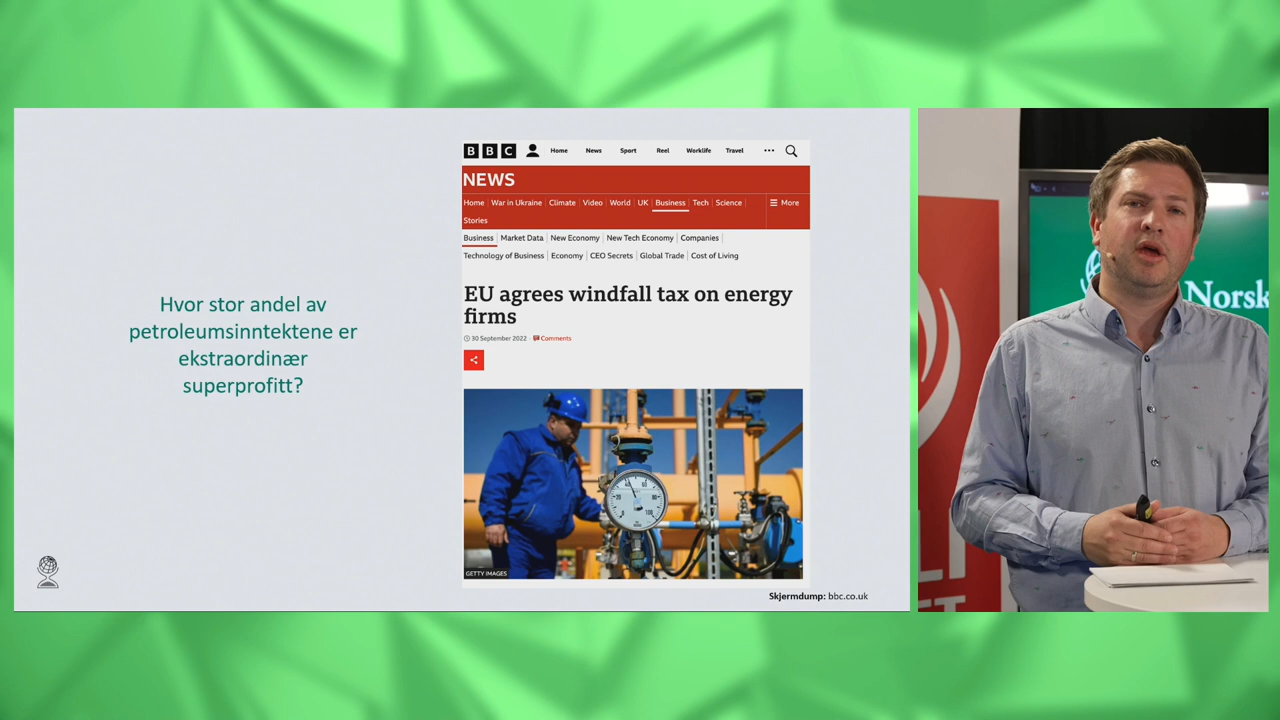 Hvor stor andel av
petroleumsinntektene er
ekstraordinær
superprofitt?
BBC
Home News Sport Reel Worklife Travel
NEWS
Home War in Ukraine Climate Video World UK Business Tech Science More
Stories
Business Market Data New Economy New Tech Economy Companies
Technology of Business Economy CEO Secrets Global Trade Cost of Living
EU agrees windfall tax on energy
firms
30 September 2022 Comments
GETTY IMAGES
Skjermdump: bbc.co.uk
Norsk